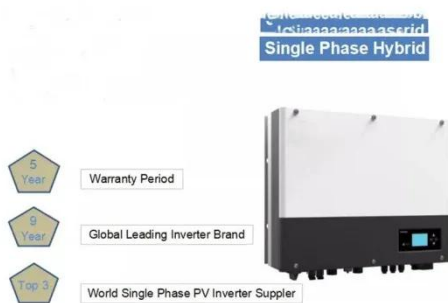 Single Phase Hybrid
5
Year
Warranty Period
9
Year
Global Leading Inverter Brand
Top 3
World Single Phase PV Inverter Suppler